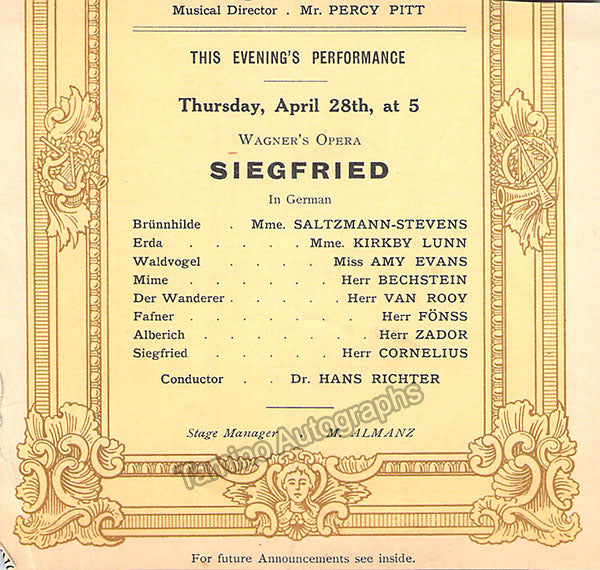 Musical Director . Mr. PERCY PITT
THIS EVENING'S PERFORMANCE
Thursday, April 28th, at 5
WAGNER'S OPERA
SIEGFRIED
In German
Brünnhilde . Mme. SALTZMANN-STEVENS
Erda . . . . . Mme. KIRKBY LUNN
Waldvogel . . . . . Miss AMY EVANS
Mime . . . . . . Herr BECHSTEIN
Der Wanderer . . . . . Herr VAN ROOY
Fafner . . . . . . Herr FÖNSS
Alberich . . . . . . . Herr ZADOR
Siegfried . . . . . Herr CORNELIUS
Conductor . . Dr. HANS RICHTER
Stage Manager . M. ALMANZ
Tamino Autographs
For future Announcements see inside.